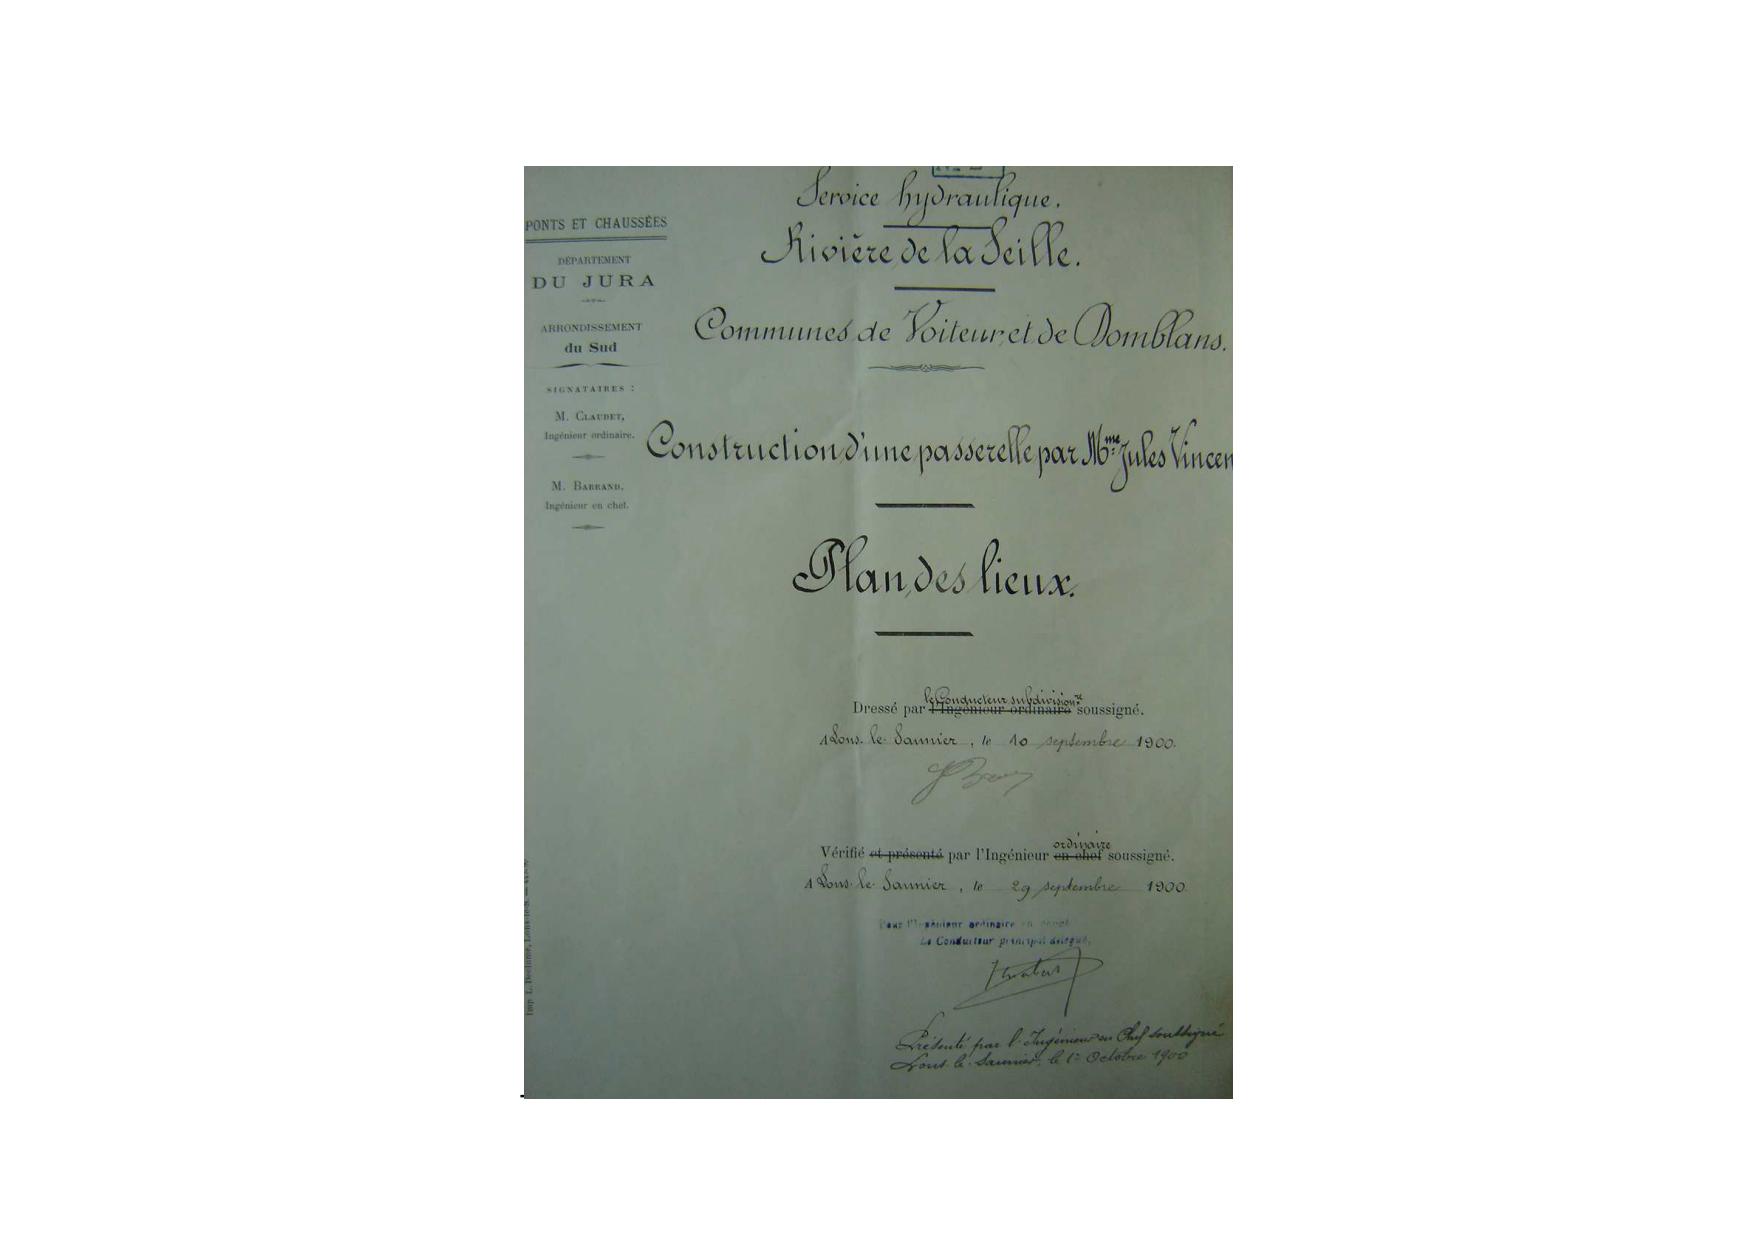 Service hydraulique.
PONTS ET CHAUSSÉES
Rivière de la Seille.
DÉPARTEMENT
DU JURA
Communes de Voiteur et de Domblans.
ARRONDISSEMENT
du Sud
SIGNATAIRES :
M. CLAUDET,
Ingénieur ordinaire.
Construction d'une passerelle par Mme Jules Vincen
M. BARRAND,
Ingénieur en chef.
Plan des lieux.
le Conducteur subdivisionre
Dressé par l'Ingénieur ordinaire soussigné.
A Lons-le-Saunier, le 10 septembre 1900.
ordinaire
Vérifié et présenté par l'Ingénieur en chef soussigné.
A Lons-le-Saunier, le 29 septembre 1900
Pour l'Ingénieur ordinaire en congé
Le Conducteur principal délégué,
Présenté par l'Ingénieur en Chef soussigné
Lons-le-Saunier, le 1er Octobre 1900